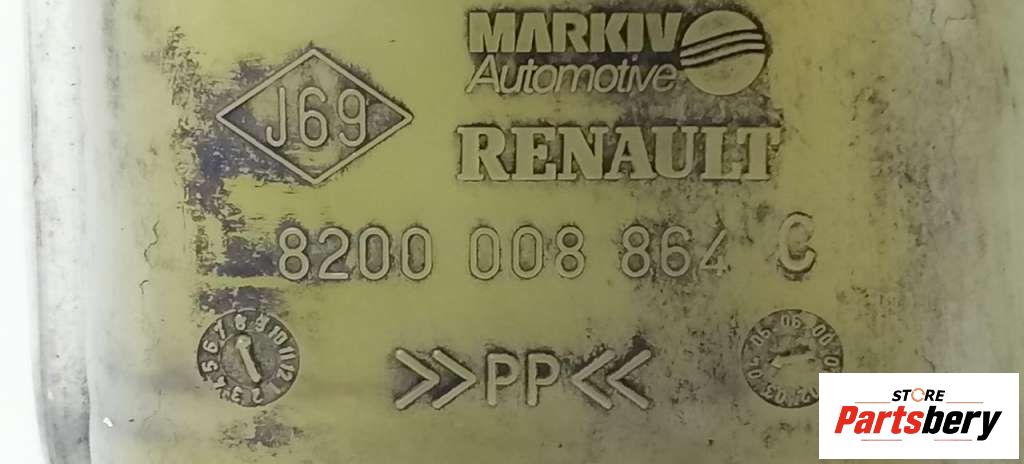 MARKIV
Automotive
J69
RENAULT
8200 008 864 C
>>PP<<
STORE
Partsbery